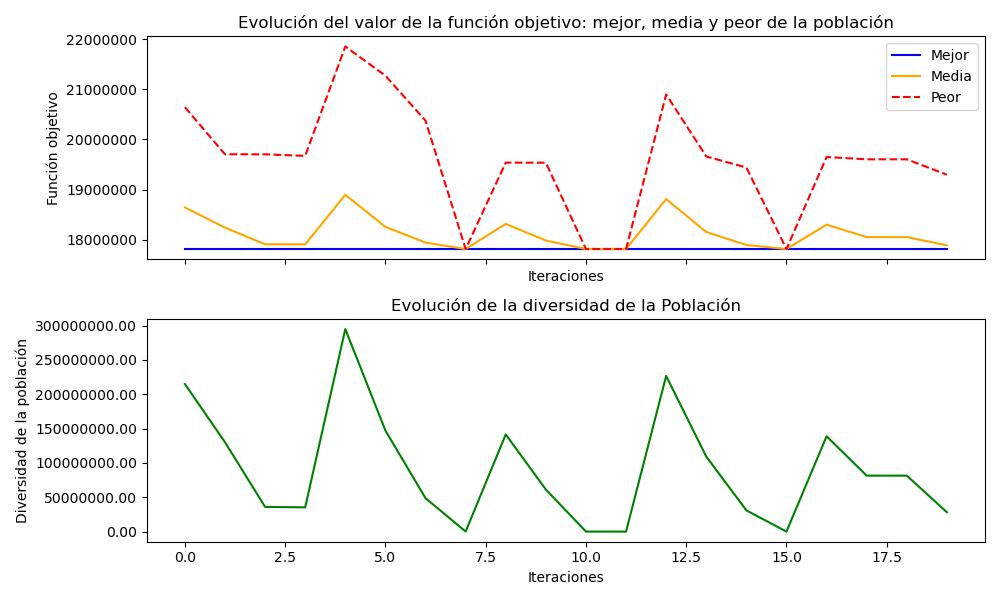 Evolución del valor de la función objetivo: mejor, media y peor de la población
22000000
21000000
20000000
19000000
18000000
Función objetivo
Mejor
Media
Peor
Iteraciones
Evolución de la diversidad de la Población
300000000.00
250000000.00
200000000.00
150000000.00
100000000.00
50000000.00
0.00
Diversidad de la población
0.0 2.5 5.0 7.5 10.0 12.5 15.0 17.5
Iteraciones